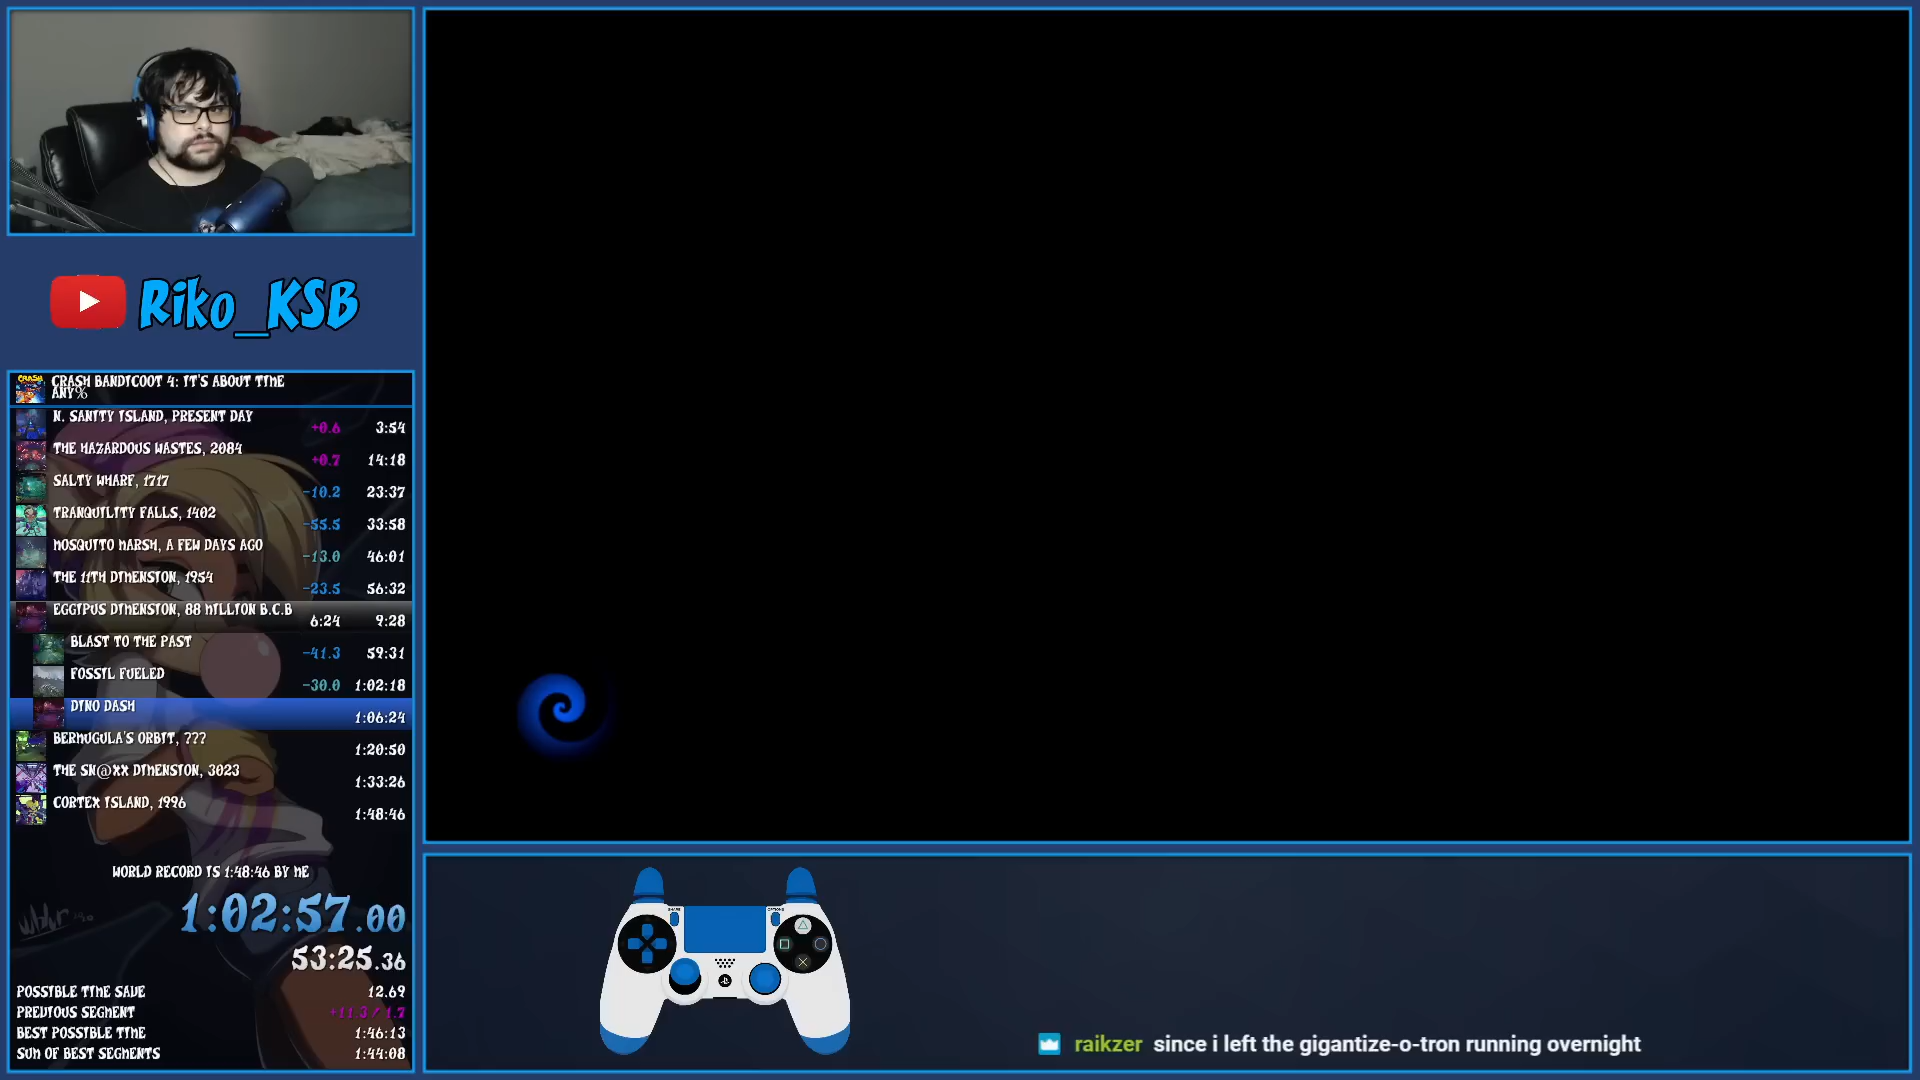 Riko_KSB
CRASH BANDICOOT 4: IT'S ABOUT TIME
ANY%
N. SANITY ISLAND, PRESENT DAY +0.6 3:54
THE HAZARDOUS WASTES, 2084 +0.7 14:18
SALTY WHARF, 1717 -10.2 23:37
TRANQUILITY FALLS, 1402 -55.5 33:58
MOSQUITO MARSH, A FEW DAYS AGO -13.0 46:01
THE 11TH DIMENSION, 1954 -23.5 56:32
EGGIPUS DIMENSION, 88 MILLION B.C.B 6:24 9:28
BLAST TO THE PAST -41.3 59:31
FOSSIL FUELED -30.0 1:02:18
DINO DASH 1:06:24
BERMUGULA'S ORBIT, ??? 1:20:50
THE SN@XX DIMENSION, 3023 1:33:26
CORTEX ISLAND, 1996 1:48:46
WORLD RECORD IS 1:48:46 BY ME
1:02:57.00
53:25.36
POSSIBLE TIME SAVE 12.69
PREVIOUS SEGMENT +11.3 / 1.7
BEST POSSIBLE TIME 1:46:13
SUM OF BEST SEGMENTS 1:44:08
SHARE OPTIONS
raikzer since i left the gigantize-o-tron running overnight